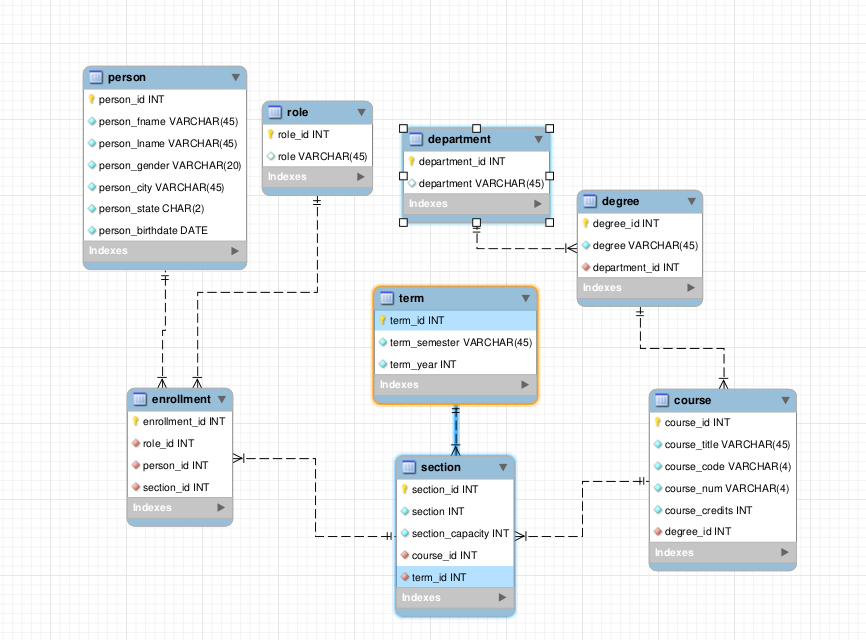 person
person_id INT
person_fname VARCHAR(45)
person_lname VARCHAR(45)
person_gender VARCHAR(20)
person_city VARCHAR(45)
person_state CHAR(2)
person_birthdate DATE
Indexes
role
role_id INT
role VARCHAR(45)
Indexes
department
department_id INT
department VARCHAR(45)
Indexes
degree
degree_id INT
degree VARCHAR(45)
department_id INT
Indexes
term
term_id INT
term_semester VARCHAR(45)
term_year INT
Indexes
enrollment
enrollment_id INT
role_id INT
person_id INT
section_id INT
Indexes
section
section_id INT
section INT
section_capacity INT
course_id INT
term_id INT
Indexes
course
course_id INT
course_title VARCHAR(45)
course_code VARCHAR(4)
course_num VARCHAR(4)
course_credits INT
degree_id INT
Indexes